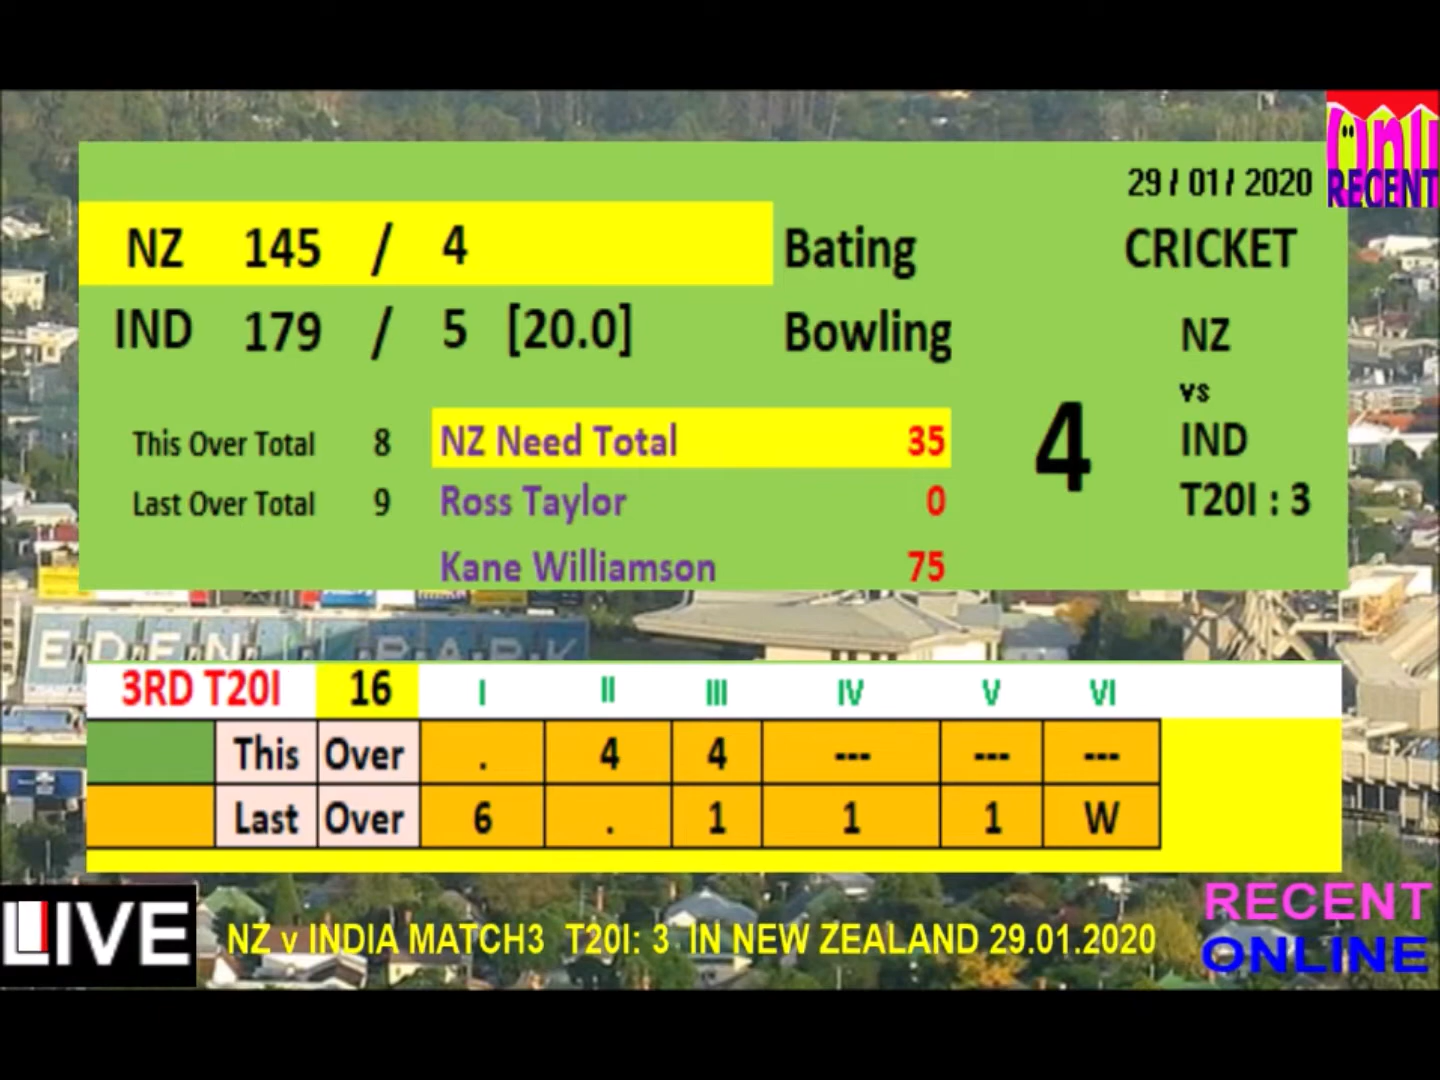 29 / 01 / 2020
RECENT
NZ 145 / 4 Bating CRICKET
IND 179 / 5 [20.0] Bowling NZ
vs
This Over Total 8 NZ Need Total 35 4 IND
Last Over Total 9 Ross Taylor 0 T20I : 3
Kane Williamson 75
EDEN PARK
3RD T20I 16 I II III IV V VI
This Over . 4 4 --- --- ---
Last Over 6 . 1 1 1 W
LIVE NZ v INDIA MATCH3 T20I: 3 IN NEW ZEALAND 29.01.2020
RECENT
ONLINE